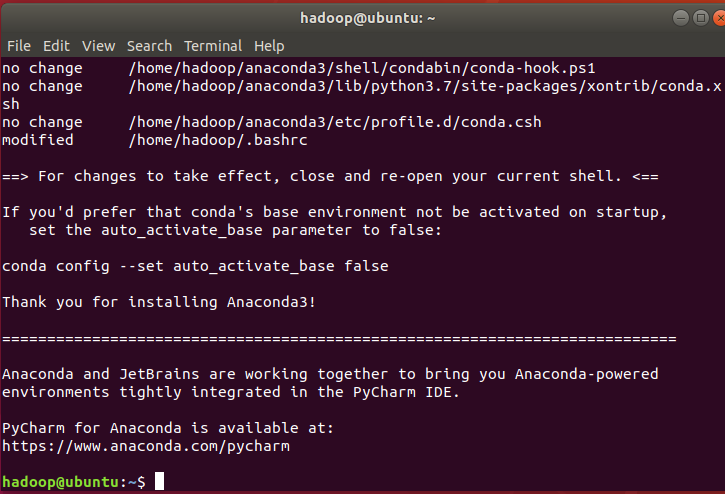 hadoop@ubuntu: ~
File Edit View Search Terminal Help
no change     /home/hadoop/anaconda3/shell/condabin/conda-hook.ps1
no change     /home/hadoop/anaconda3/lib/python3.7/site-packages/xontrib/conda.x
sh
no change     /home/hadoop/anaconda3/etc/profile.d/conda.csh
modified      /home/hadoop/.bashrc
==> For changes to take effect, close and re-open your current shell. <==
If you'd prefer that conda's base environment not be activated on startup,
   set the auto_activate_base parameter to false:
conda config --set auto_activate_base false
Thank you for installing Anaconda3!
===========================================================================
Anaconda and JetBrains are working together to bring you Anaconda-powered
environments tightly integrated in the PyCharm IDE.
PyCharm for Anaconda is available at:
https://www.anaconda.com/pycharm
hadoop@ubuntu:~$